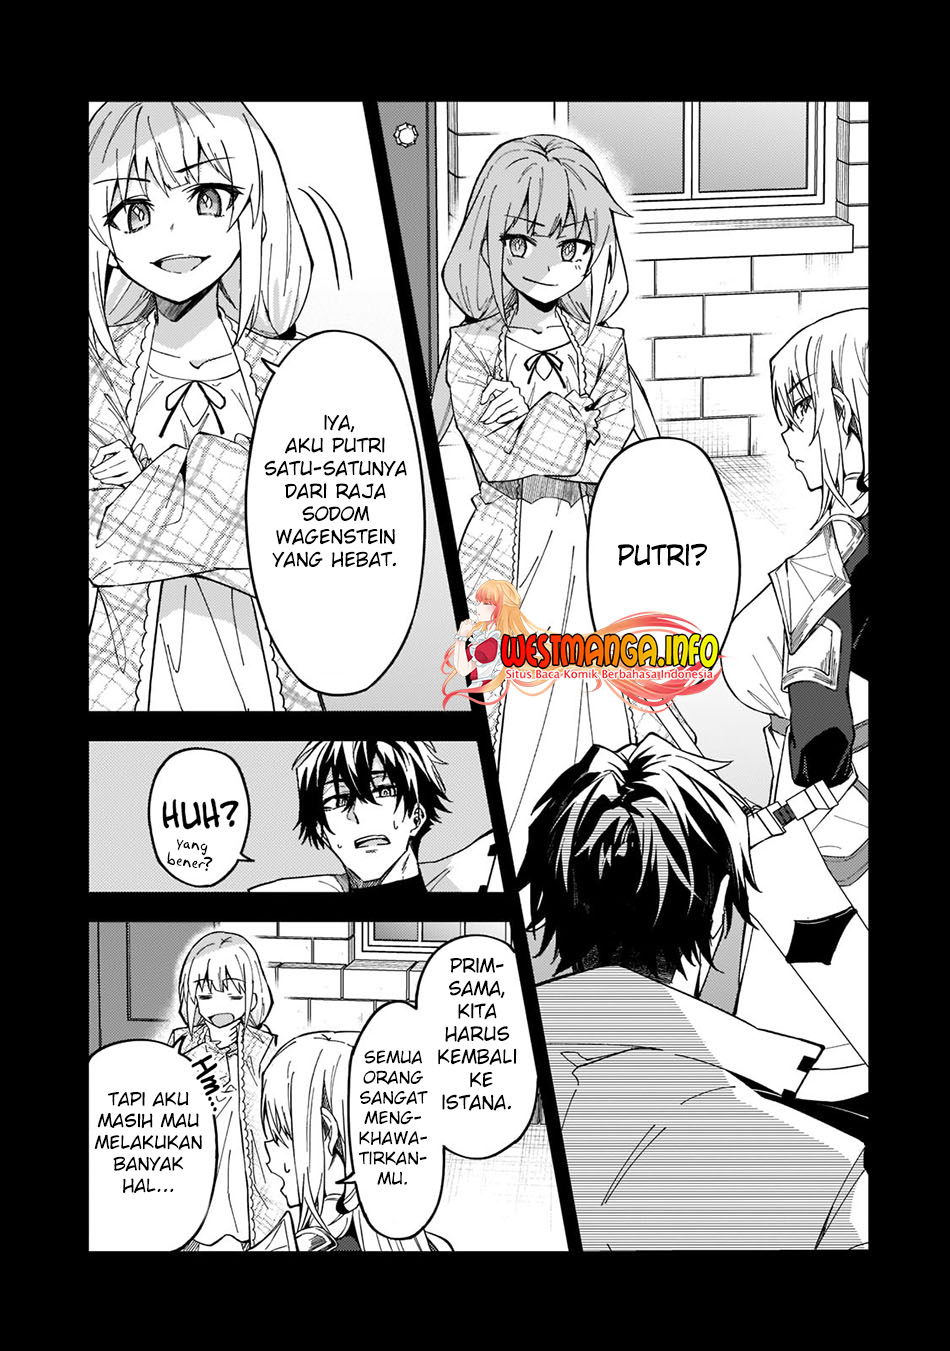 PUTRI?
IYA,
AKU PUTRI
SATU-SATUNYA
DARI RAJA
SODOM
WAGENSTEIN
YANG HEBAT.
WESTMANGA.INFO
Situs Baca Komik Berbahasa Indonesia
HUH?
yang
bener?
PRIM-
SAMA,
KITA
HARUS
KEMBALI
KE
ISTANA.
SEMUA
ORANG
SANGAT
MENG-
KHAWA-
TIRKAN-
MU.
Hm...
TAPI AKU
MASIH MAU
MELAKUKAN
BANYAK
HAL...